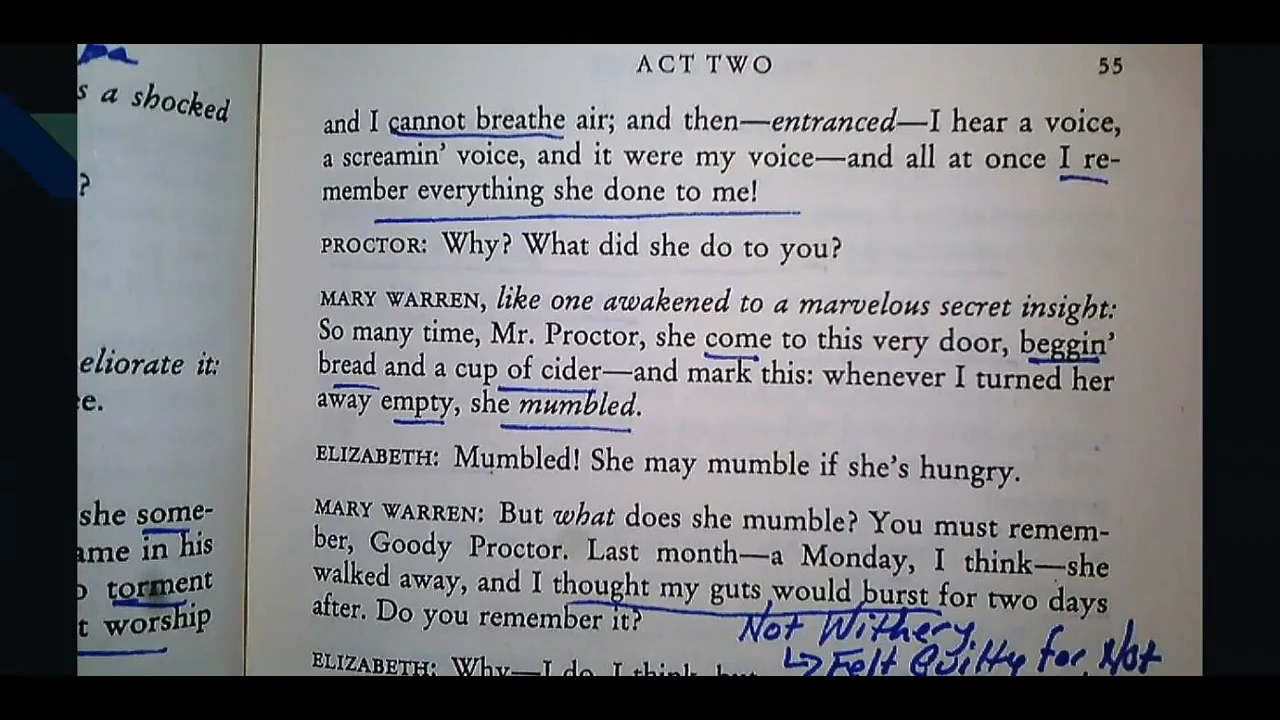 s a shocked
?
eliorate it:
e.
she some-
ame in his
torment
t worship
ACT TWO 55
and I cannot breathe air; and then—entranced—I hear a voice,
a screamin' voice, and it were my voice—and all at once I re-
member everything she done to me!
PROCTOR: Why? What did she do to you?
MARY WARREN, like one awakened to a marvelous secret insight:
So many time, Mr. Proctor, she come to this very door, beggin'
bread and a cup of cider—and mark this: whenever I turned her
away empty, she mumbled.
ELIZABETH: Mumbled! She may mumble if she's hungry.
MARY WARREN: But what does she mumble? You must remem-
ber, Goody Proctor. Last month—a Monday, I think—she
walked away, and I thought my guts would burst for two days
after. Do you remember it?
Not Withery
↳ Felt Guilty for Not
ELIZABETH: Why—I do, I think, but